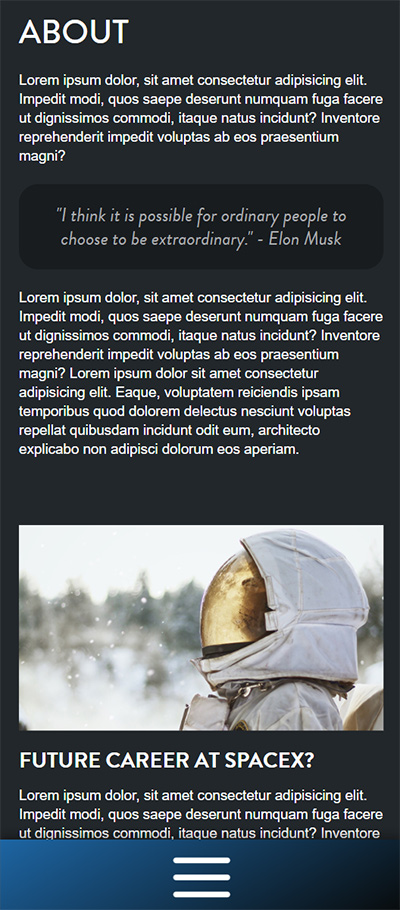 ABOUT
Lorem ipsum dolor, sit amet consectetur adipisicing elit.
Impedit modi, quos saepe deserunt numquam fuga facere
ut dignissimos commodi, itaque natus incidunt? Inventore
reprehenderit impedit voluptas ab eos praesentium
magni?
"I think it is possible for ordinary people to
choose to be extraordinary." - Elon Musk
Lorem ipsum dolor, sit amet consectetur adipisicing elit.
Impedit modi, quos saepe deserunt numquam fuga facere
ut dignissimos commodi, itaque natus incidunt? Inventore
reprehenderit impedit voluptas ab eos praesentium
magni? Lorem ipsum dolor sit amet consectetur
adipisicing elit. Eaque, voluptatem reiciendis ipsam
temporibus quod dolorem delectus nesciunt voluptas
repellat quibusdam incidunt odit eum, architecto
explicabo non adipisci dolorum eos aperiam.
FUTURE CAREER AT SPACEX?
Lorem ipsum dolor, sit amet consectetur adipisicing elit.
Impedit modi, quos saepe deserunt numquam fuga facere
ut dignissimos commodi, itaque natus incidunt? Inventore